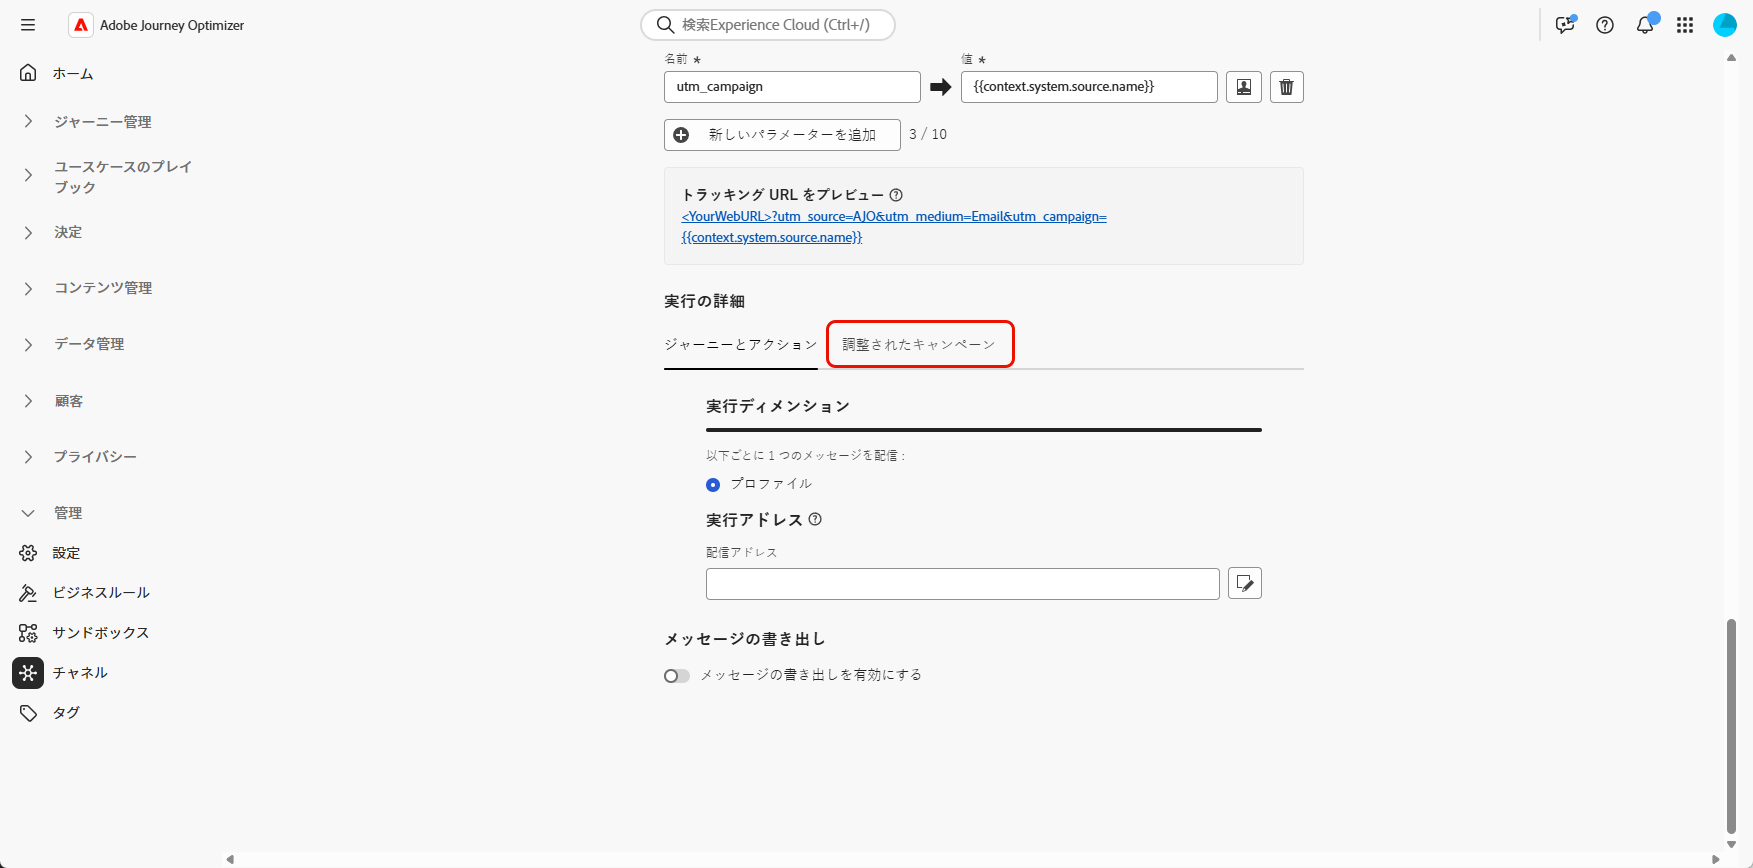 Adobe Journey Optimizer
検索Experience Cloud (Ctrl+/)
ホーム
ジャーニー管理
ユースケースのプレイ
ブック
決定
コンテンツ管理
データ管理
顧客
プライバシー
管理
設定
ビジネスルール
サンドボックス
チャネル
タグ
名前 *
値 *
utm_campaign
{{context.system.source.name}}
新しいパラメーターを追加
3 / 10
トラッキング URL をプレビュー
<YourWebURL>?utm_source=AJO&utm_medium=Email&utm_campaign=
{{context.system.source.name}}
実行の詳細
ジャーニーとアクション
調整されたキャンペーン
実行ディメンション
以下ごとに 1 つのメッセージを配信 :
プロファイル
実行アドレス
配信アドレス
メッセージの書き出し
メッセージの書き出しを有効にする